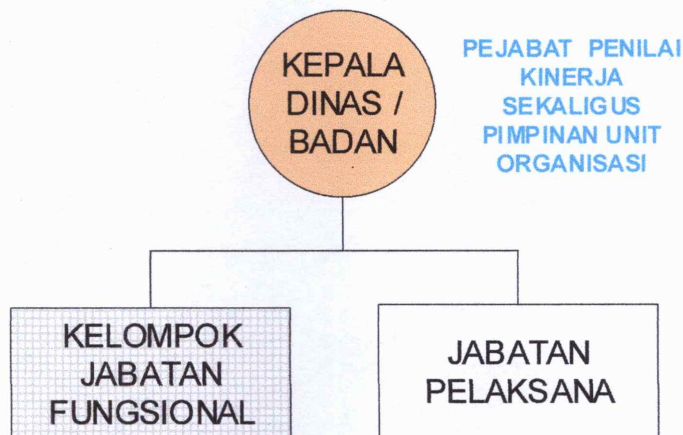 KEPALA
DINAS /
BADAN
PEJABAT PENILAI
KINERJA
SEKALIGUS
PIMPINAN UNIT
ORGANISASI
KELOMPOK
JABATAN
FUNGSIONAL
JABATAN
PELAKSANA